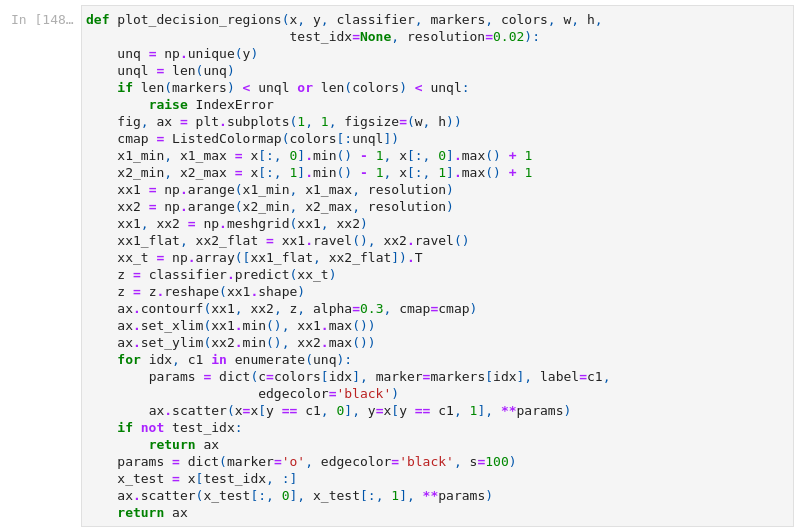 In [148…
def plot_decision_regions(x, y, classifier, markers, colors, w, h,
                          test_idx=None, resolution=0.02):
    unq = np.unique(y)
    unql = len(unq)
    if len(markers) < unql or len(colors) < unql:
        raise IndexError
    fig, ax = plt.subplots(1, 1, figsize=(w, h))
    cmap = ListedColormap(colors[:unql])
    x1_min, x1_max = x[:, 0].min() - 1, x[:, 0].max() + 1
    x2_min, x2_max = x[:, 1].min() - 1, x[:, 1].max() + 1
    xx1 = np.arange(x1_min, x1_max, resolution)
    xx2 = np.arange(x2_min, x2_max, resolution)
    xx1, xx2 = np.meshgrid(xx1, xx2)
    xx1_flat, xx2_flat = xx1.ravel(), xx2.ravel()
    xx_t = np.array([xx1_flat, xx2_flat]).T
    z = classifier.predict(xx_t)
    z = z.reshape(xx1.shape)
    ax.contourf(xx1, xx2, z, alpha=0.3, cmap=cmap)
    ax.set_xlim(xx1.min(), xx1.max())
    ax.set_ylim(xx2.min(), xx2.max())
    for idx, c1 in enumerate(unq):
        params = dict(c=colors[idx], marker=markers[idx], label=c1,
                      edgecolor='black')
        ax.scatter(x=x[y == c1, 0], y=x[y == c1, 1], **params)
    if not test_idx:
        return ax
    params = dict(marker='o', edgecolor='black', s=100)
    x_test = x[test_idx, :]
    ax.scatter(x_test[:, 0], x_test[:, 1], **params)
    return ax